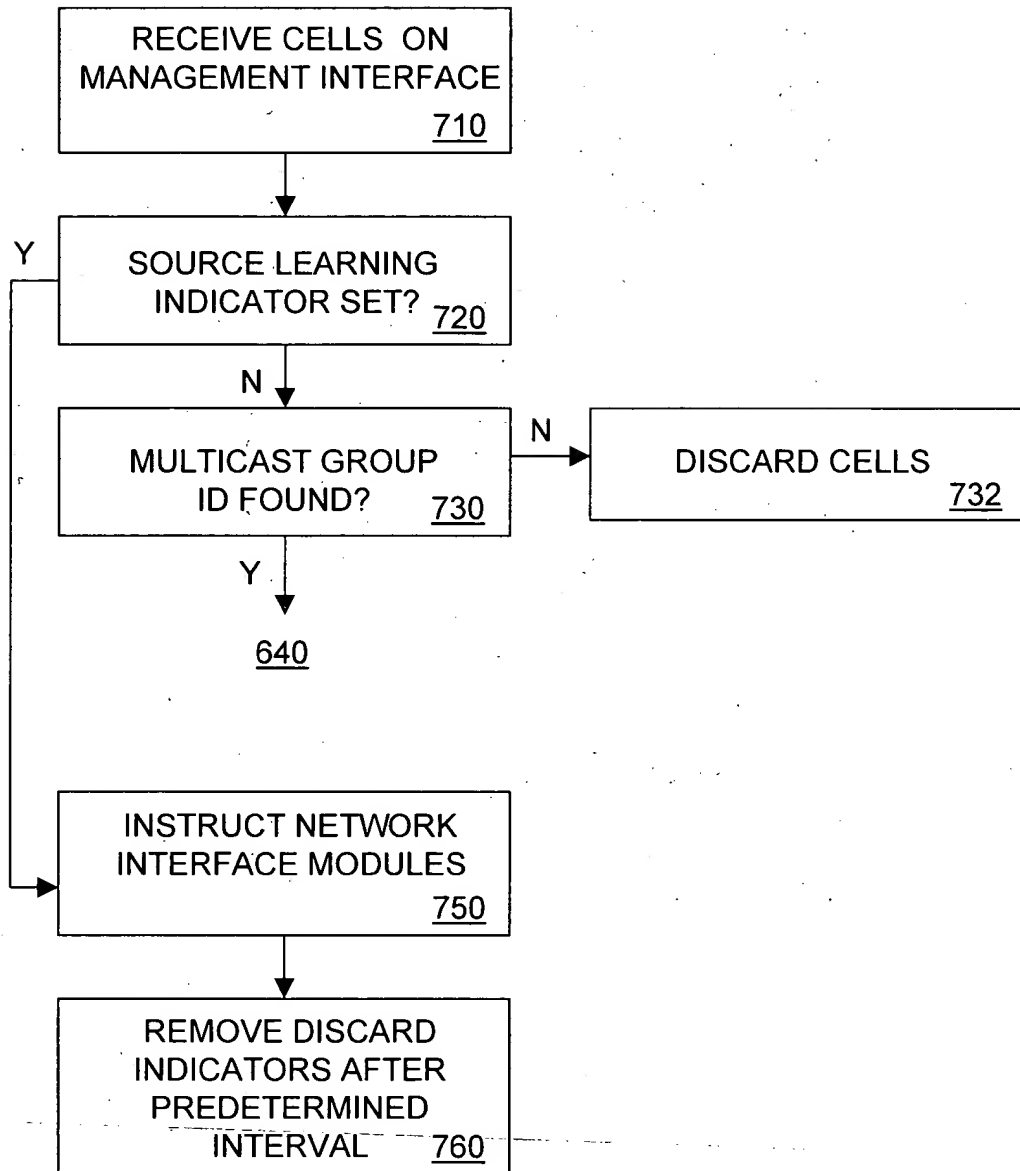 RECEIVE CELLS ON
MANAGEMENT INTERFACE
710
Y
SOURCE LEARNING
INDICATOR SET?
720
N
MULTICAST GROUP
ID FOUND?
730
N
DISCARD CELLS
732
Y
640
INSTRUCT NETWORK
INTERFACE MODULES
750
REMOVE DISCARD
INDICATORS AFTER
PREDETERMINED
INTERVAL
760